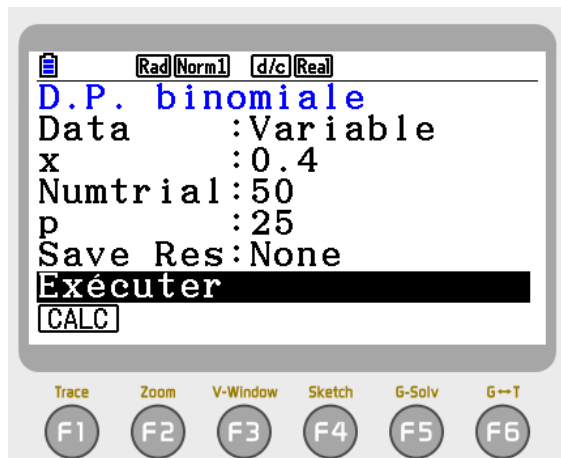 Rad Norm1 d/c Real
D.P. binomiale
Data :Variable
x :0.4
Numtrial:50
p :25
Save Res:None
Exécuter
CALC
Trace Zoom V-Window Sketch G-Solv G↔T
F1 F2 F3 F4 F5 F6